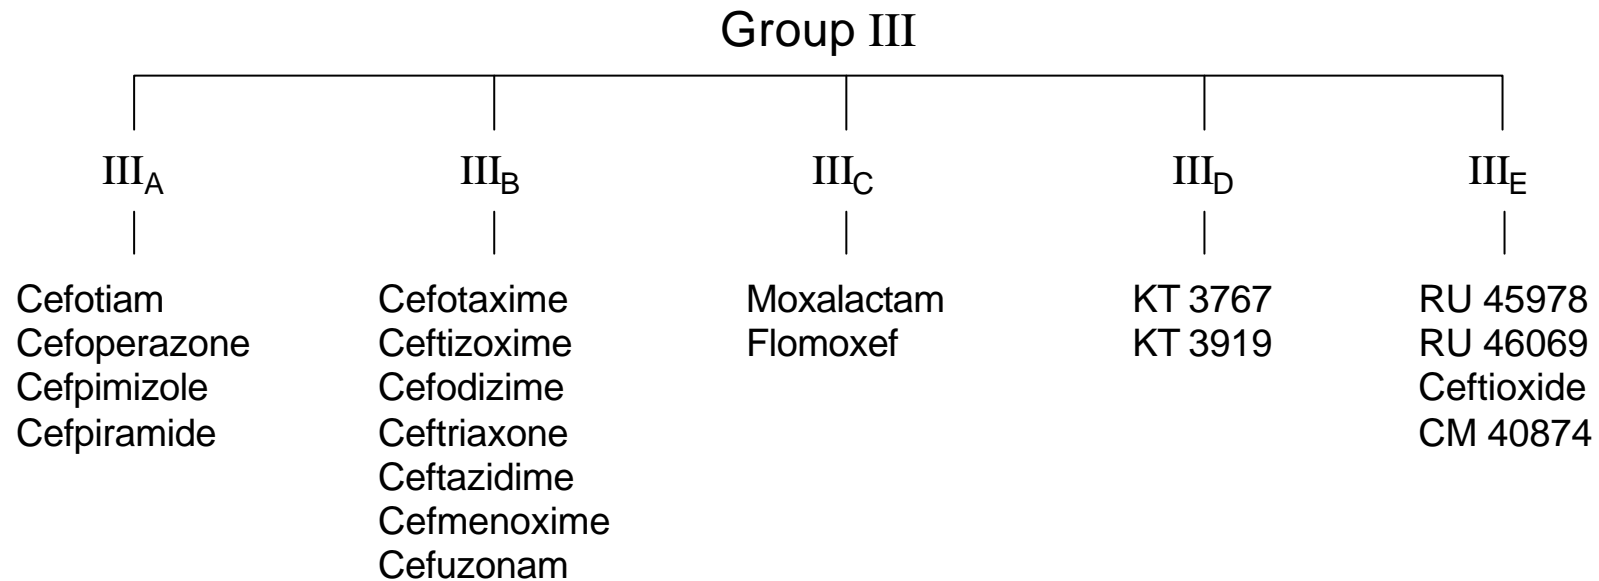 Group III
III_A
III_B
III_C
III_D
III_E
Cefotiam
Cefoperazone
Cefpimizole
Cefpiramide
Cefotaxime
Ceftizoxime
Cefodizime
Ceftriaxone
Ceftazidime
Cefmenoxime
Cefuzonam
Moxalactam
Flomoxef
KT 3767
KT 3919
RU 45978
RU 46069
Ceftioxide
CM 40874